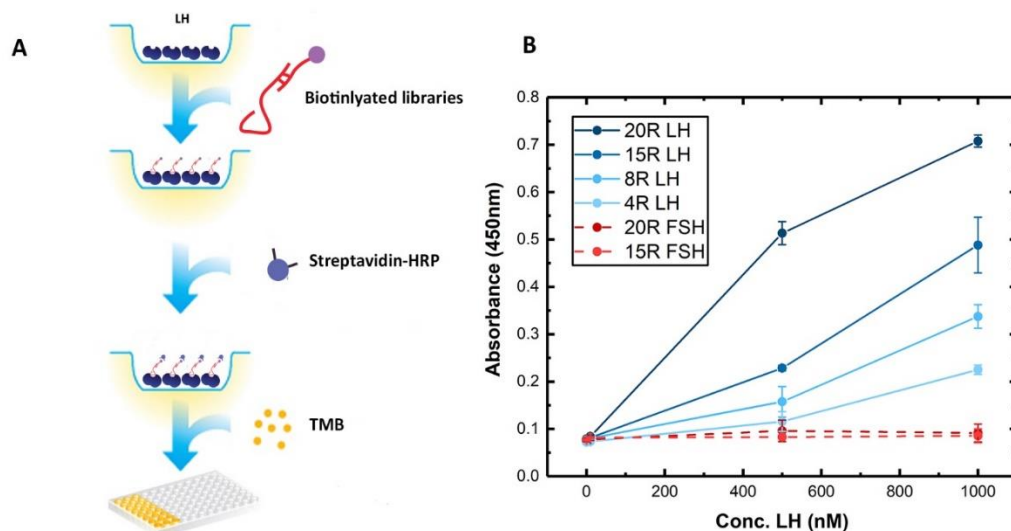 A
LH
Biotinlyated libraries
Streptavidin-HRP
TMB
B
0.8
0.7
0.6
0.5
0.4
0.3
0.2
0.1
0.0
Absorbance (450nm)
20R LH
15R LH
8R LH
4R LH
20R FSH
15R FSH
0 200 400 600 800 1000
Conc. LH (nM)